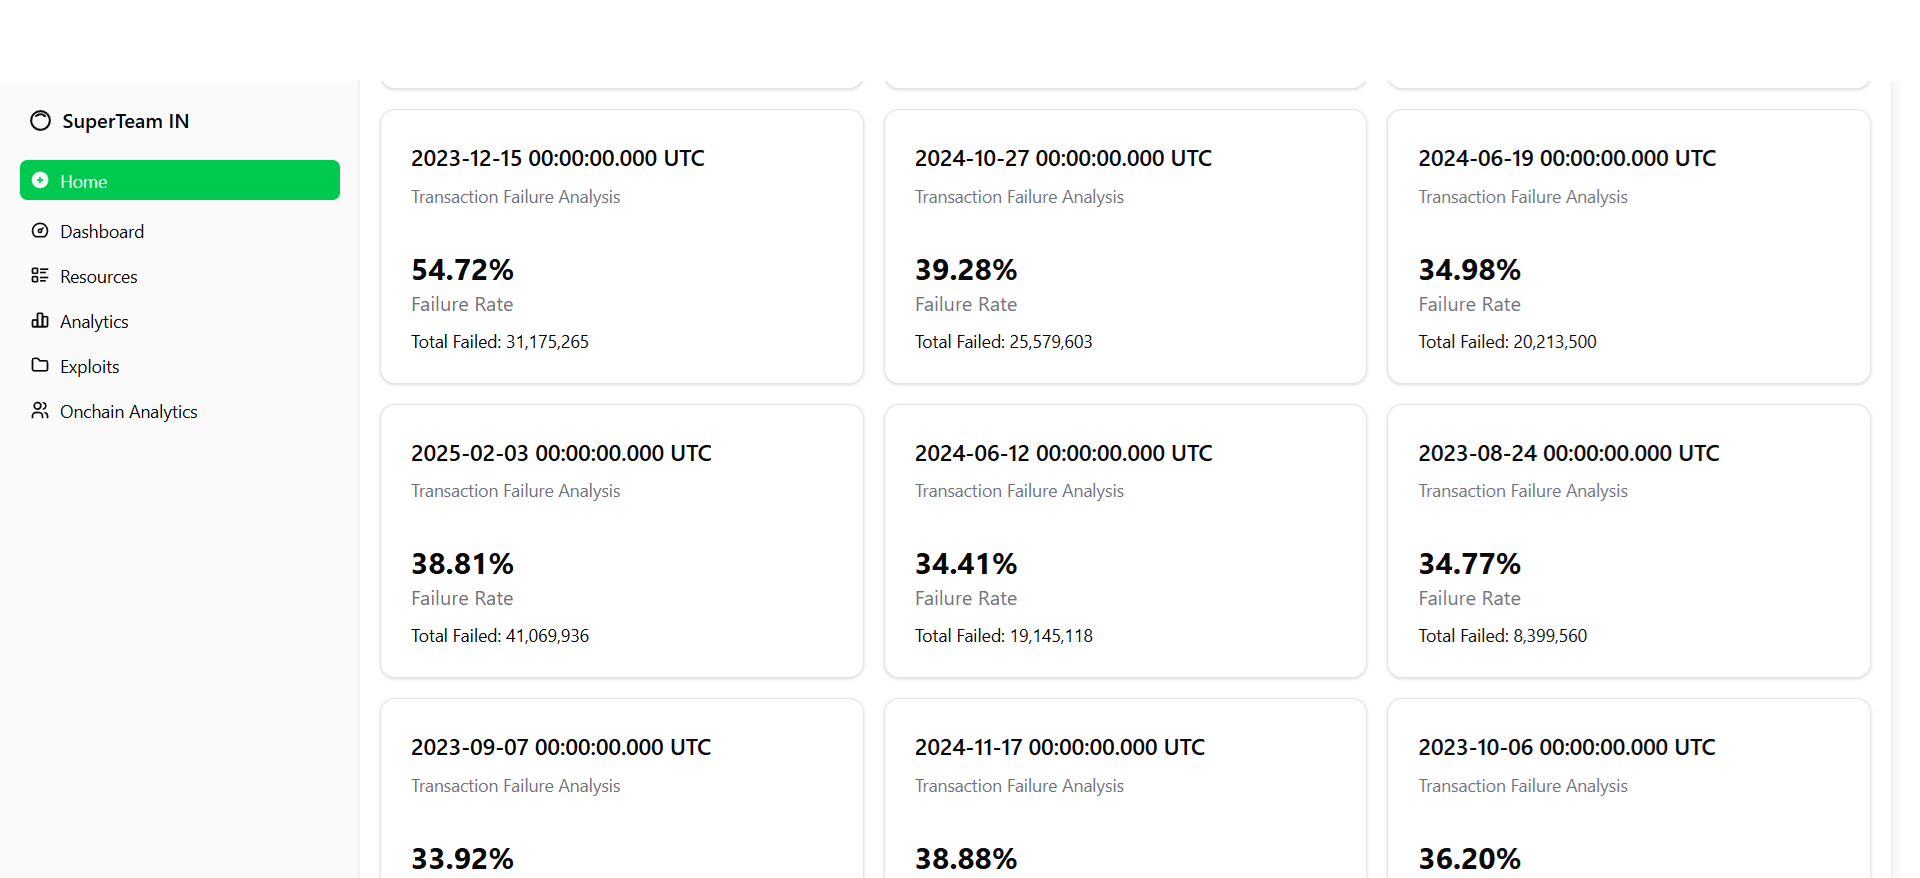 SuperTeam IN
Home
Dashboard
Resources
Analytics
Exploits
Onchain Analytics
2023-12-15 00:00:00.000 UTC
Transaction Failure Analysis
54.72%
Failure Rate
Total Failed: 31,175,265
2024-10-27 00:00:00.000 UTC
Transaction Failure Analysis
39.28%
Failure Rate
Total Failed: 25,579,603
2024-06-19 00:00:00.000 UTC
Transaction Failure Analysis
34.98%
Failure Rate
Total Failed: 20,213,500
2025-02-03 00:00:00.000 UTC
Transaction Failure Analysis
38.81%
Failure Rate
Total Failed: 41,069,936
2024-06-12 00:00:00.000 UTC
Transaction Failure Analysis
34.41%
Failure Rate
Total Failed: 19,145,118
2023-08-24 00:00:00.000 UTC
Transaction Failure Analysis
34.77%
Failure Rate
Total Failed: 8,399,560
2023-09-07 00:00:00.000 UTC
Transaction Failure Analysis
33.92%
2024-11-17 00:00:00.000 UTC
Transaction Failure Analysis
38.88%
2023-10-06 00:00:00.000 UTC
Transaction Failure Analysis
36.20%